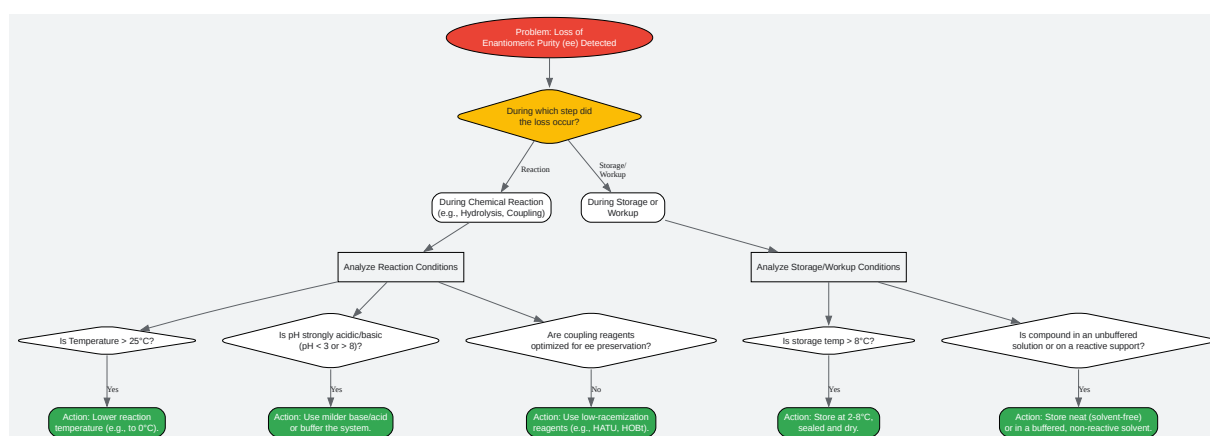 Problem: Loss of
Enantiomeric Purity (ee) Detected
During which step did
the loss occur?
Reaction
Storage/
Workup
During Chemical Reaction
(e.g., Hydrolysis, Coupling)
During Storage or
Workup
Analyze Reaction Conditions
Analyze Storage/Workup Conditions
Is Temperature > 25°C?
Is pH strongly acidic/basic
(pH < 3 or > 8)?
Are coupling reagents
optimized for ee preservation?
Is storage temp > 8°C?
Is compound in an unbuffered
solution or on a reactive support?
Yes
Yes
No
Yes
Yes
Action: Lower reaction
temperature (e.g., to 0°C).
Action: Use milder base/acid
or buffer the system.
Action: Use low-racemization
reagents (e.g., HATU, HOBt).
Action: Store at 2-8°C,
sealed and dry.
Action: Store neat (solvent-free)
or in a buffered, non-reactive solvent.